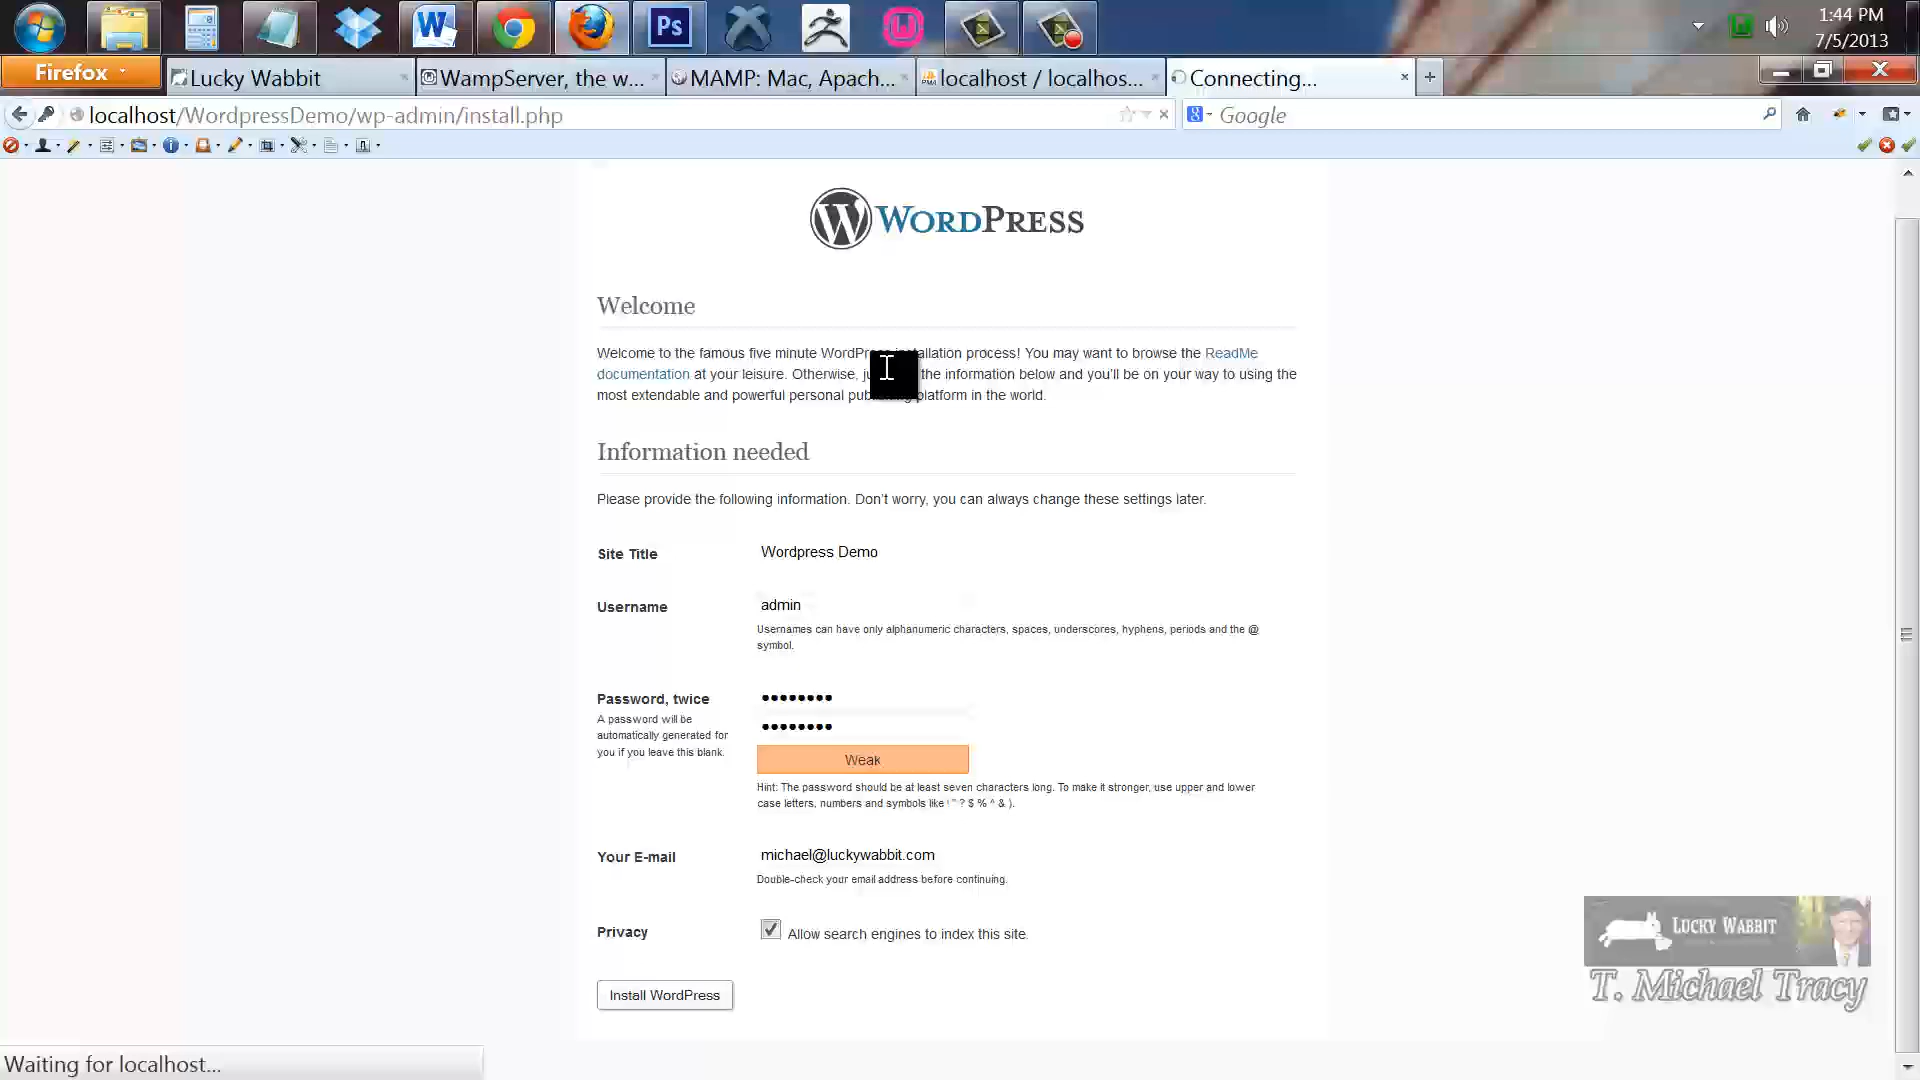 1:44 PM
7/5/2013
Ps
Firefox
Lucky Wabbit
WampServer, the w...
MAMP: Mac, Apach...
localhost / localhos...
Connecting...
localhost/WordpressDemo/wp-admin/install.php
Google
WORDPRESS
Welcome
Welcome to the famous five minute WordPress installation process! You may want to browse the ReadMe
documentation at your leisure. Otherwise, the information below and you'll be on your way to using the
most extendable and powerful personal publishing platform in the world.
Information needed
Please provide the following information. Don't worry, you can always change these settings later.
Site Title
Wordpress Demo
Username
admin
Usernames can have only alphanumeric characters, spaces, underscores, hyphens, periods and the @
symbol.
Password, twice
A password will be
automatically generated for
you if you leave this blank.
••••••••
••••••••
Weak
Hint: The password should be at least seven characters long. To make it stronger, use upper and lower
case letters, numbers and symbols like ! " ? $ % ^ & ).
Your E-mail
michael@luckywabbit.com
Double-check your email address before continuing.
Privacy
Allow search engines to index this site.
Install WordPress
LUCKY WABBIT
T. Michael Tracy
Waiting for localhost...